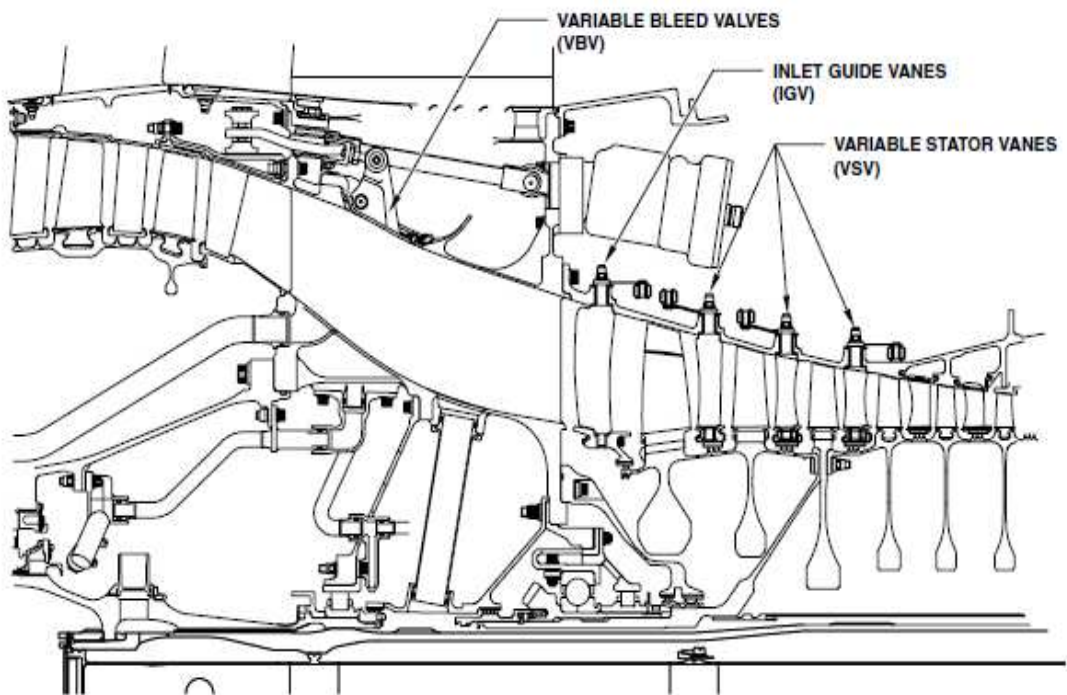 VARIABLE BLEED VALVES
(VBV)
INLET GUIDE VANES
(IGV)
VARIABLE STATOR VANES
(VSV)